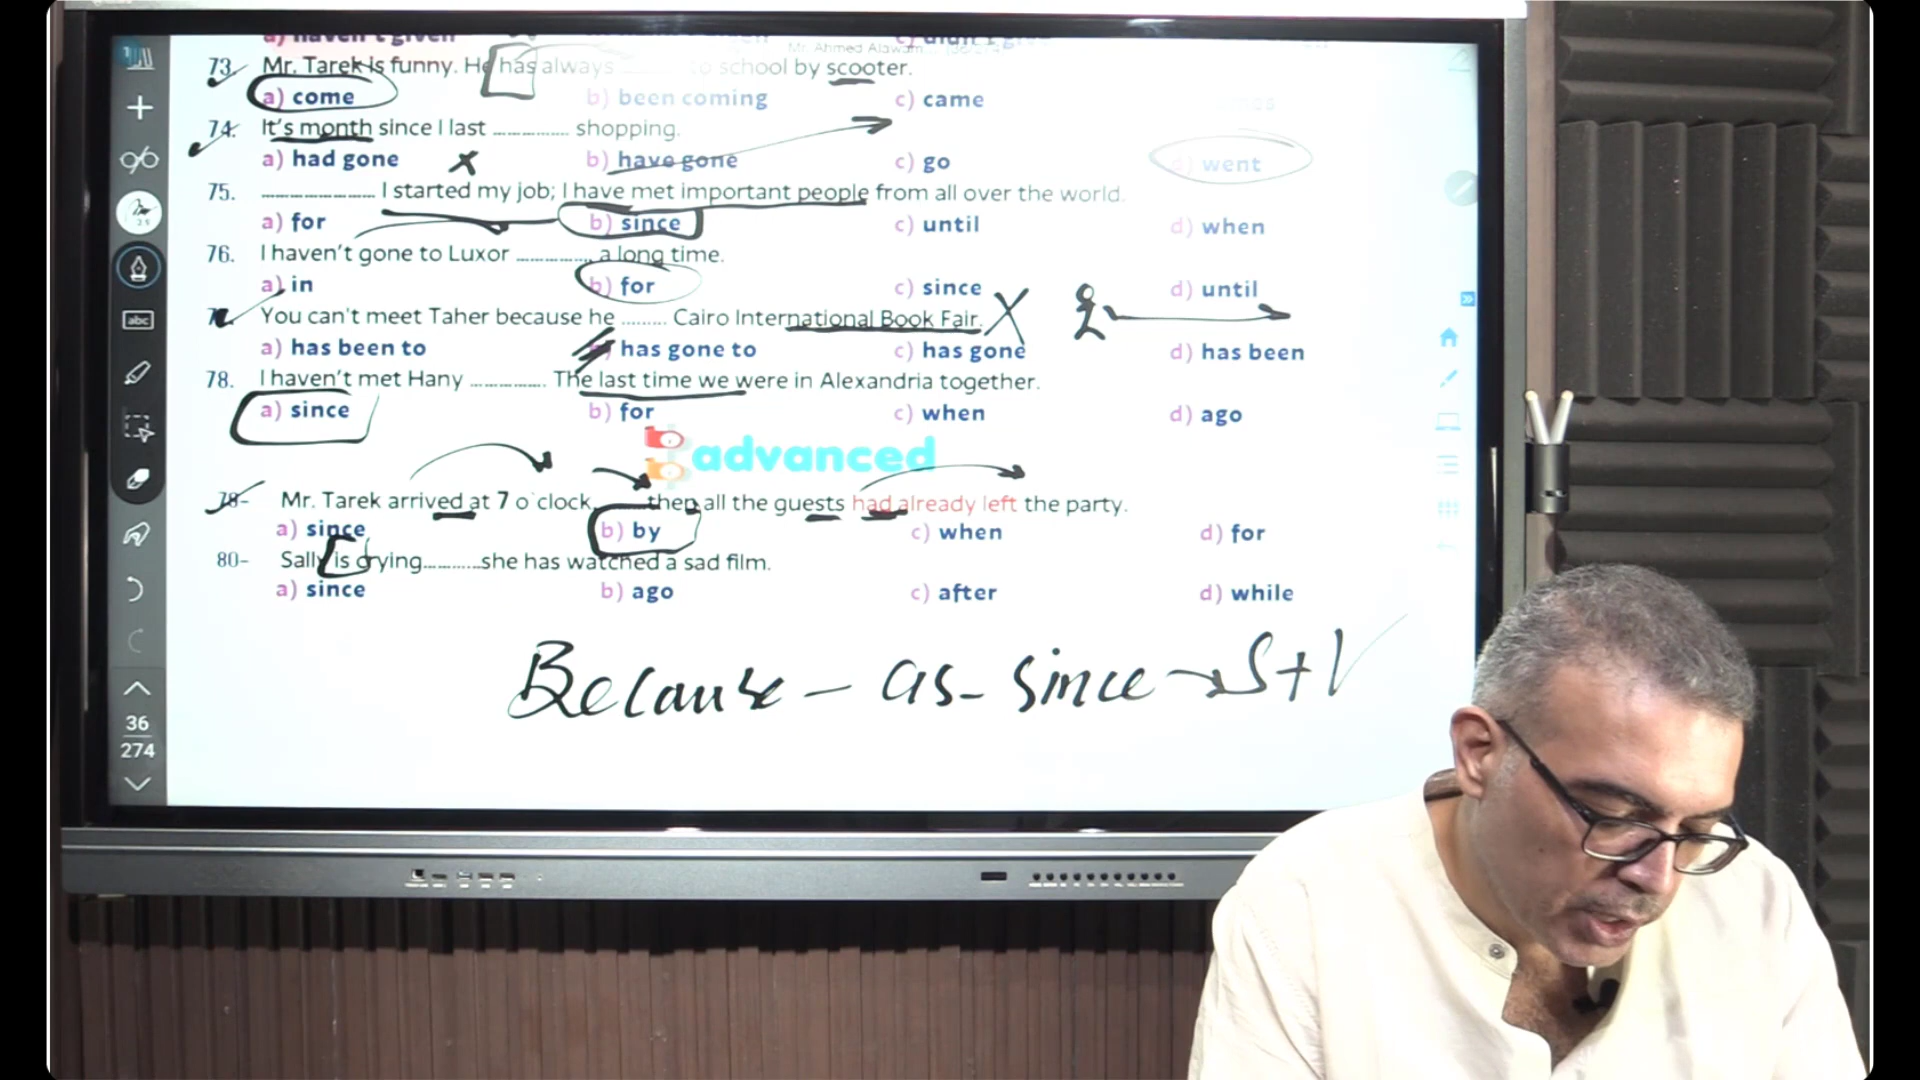 a) haven't given
Mr. Ahmed Alawam
73. Mr. Tarek is funny. He has always to school by scooter.
a) come b) been coming c) came
74. It's month since I last ............... shopping.
a) had gone b) have gone c) go d) went
75. ...................... I started my job; I have met important people from all over the world.
a) for b) since c) until d) when
76. I haven't gone to Luxor ............... a long time.
a) in b) for c) since d) until
You can't meet Taher because he ......... Cairo International Book Fair.
a) has been to has gone to c) has gone d) has been
78. I haven't met Hany ............... The last time we were in Alexandria together.
a) since b) for c) when d) ago
advanced
Mr. Tarek arrived at 7 o'clock, then all the guests had already left the party.
a) since b) by c) when d) for
80- Sally is crying............she has watched a sad film.
a) since b) ago c) after d) while
Because - as - since → S + V
abc
36
274